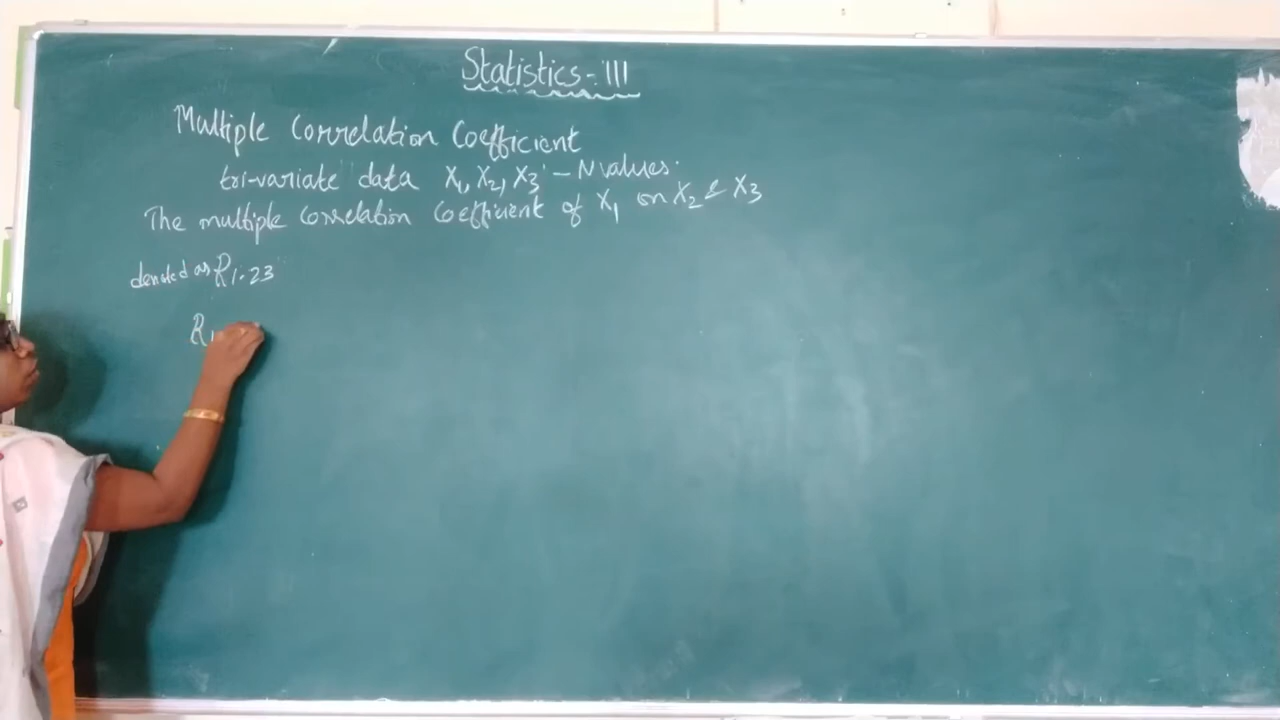 Statistics-III
Multiple Correlation Coefficient
tri-variate data X1, X2, X3 - N values.
The multiple Correlation Coefficient of X1 on X2 & X3
denoted as R1.23
R1